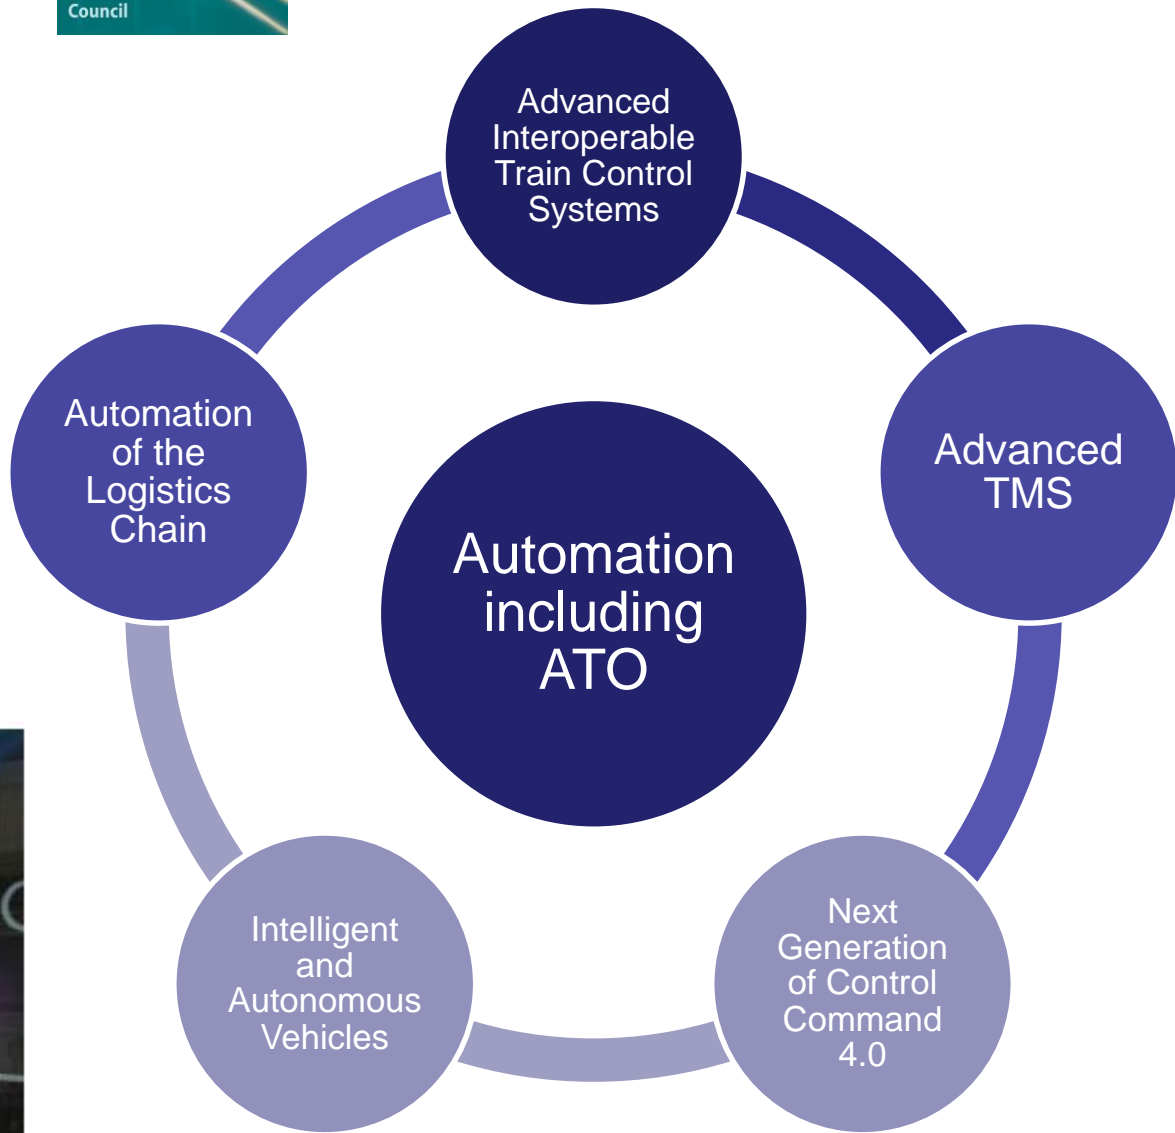 Council
Advanced
Interoperable
Train Control
Systems
Advanced
TMS
Automation
of the
Logistics
Chain
Automation
including
ATO
Intelligent
and
Autonomous
Vehicles
Next
Generation
of Control
Command
4.0